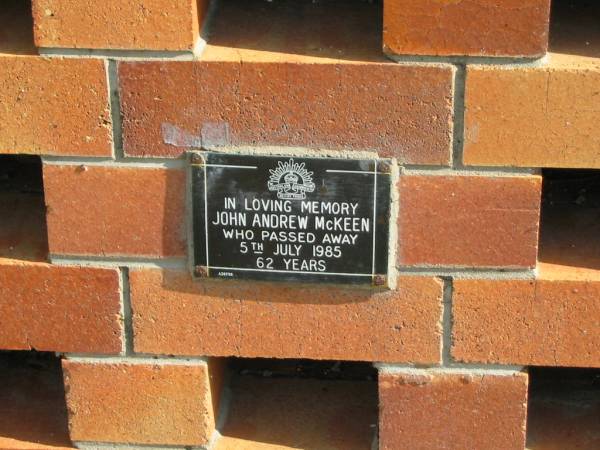 IN LOVING MEMORY
JOHN ANDREW McKEEN
WHO PASSED AWAY
5TH JULY 1985
62 YEARS